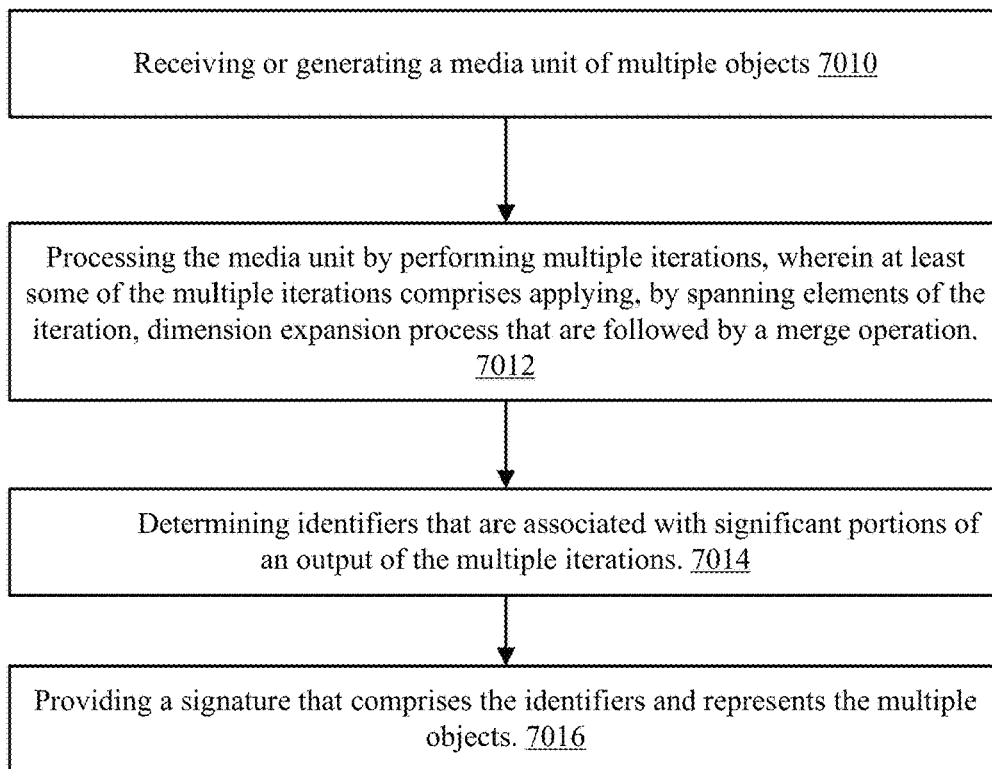 Receiving or generating a media unit of multiple objects 7010
Processing the media unit by performing multiple iterations, wherein at least
some of the multiple iterations comprises applying, by spanning elements of the
iteration, dimension expansion process that are followed by a merge operation.
7012
Determining identifiers that are associated with significant portions of
an output of the multiple iterations. 7014
Providing a signature that comprises the identifiers and represents the multiple
objects. 7016